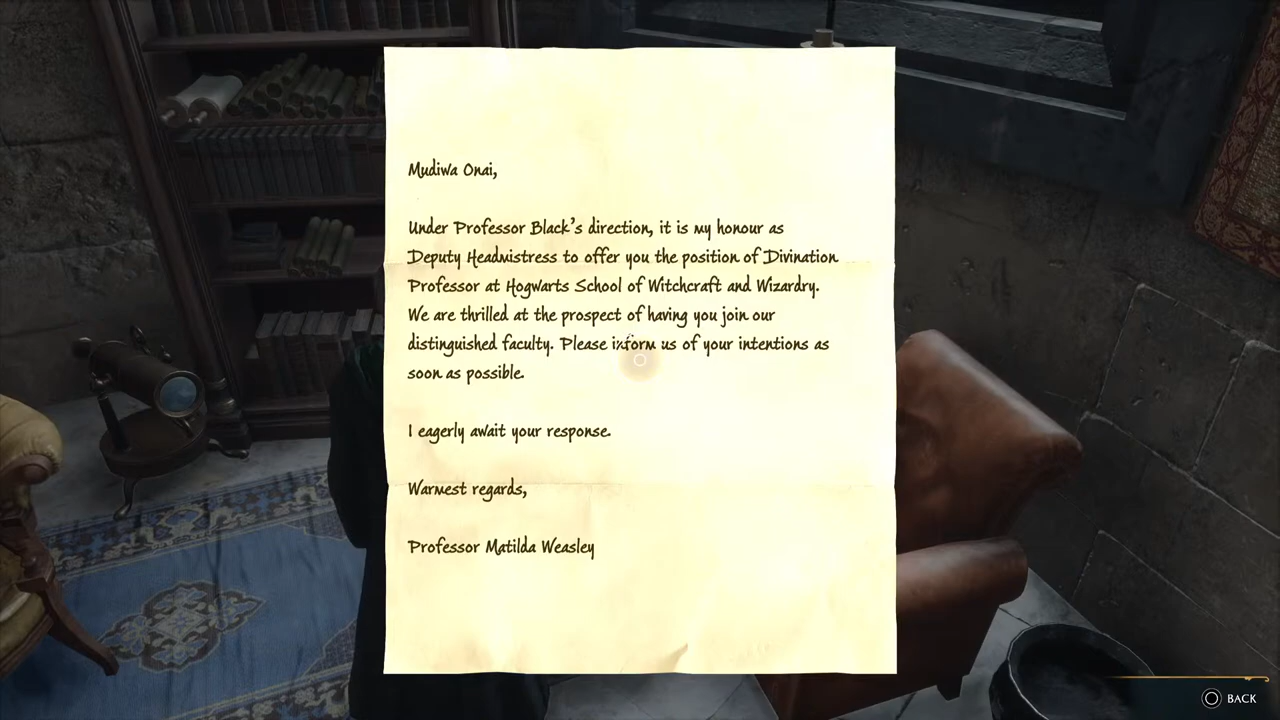 Mudiwa Onai,
Under Professor Black's direction, it is my honour as
Deputy Headmistress to offer you the position of Divination
Professor at Hogwarts School of Witchcraft and Wizardry.
We are thrilled at the prospect of having you join our
distinguished faculty. Please inform us of your intentions as
soon as possible.
I eagerly await your response.
Warmest regards,
Professor Matilda Weasley
BACK